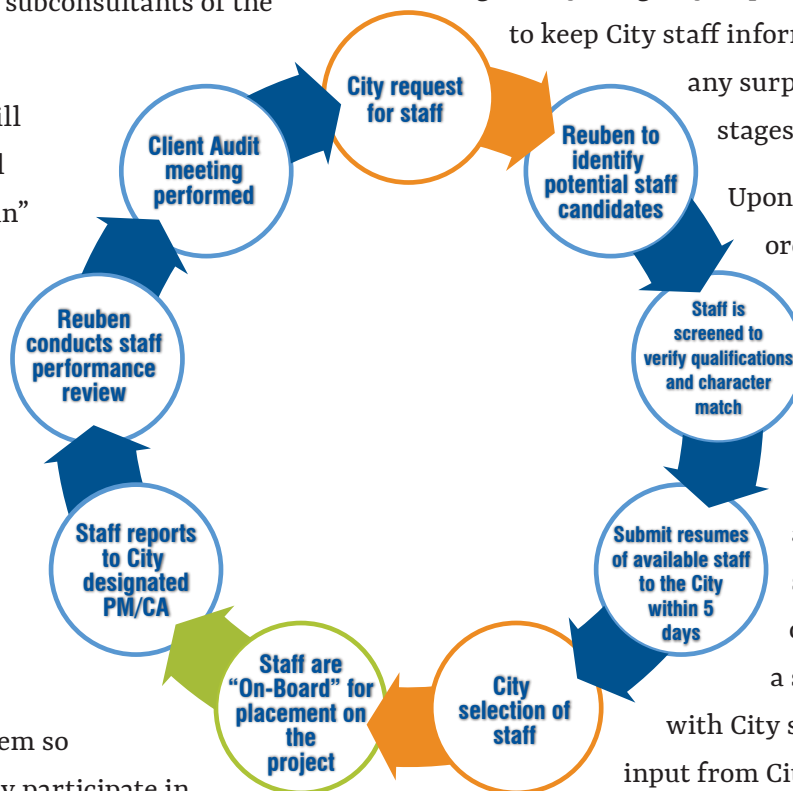 subconsultants of the
to keep City staff inform
any surp
stages
Upon
City request
for staff
Reuben to
identify
potential staff
candidates
Staff is
screened to
verify qualifications
and character
match
Submit resumes
of available staff
to the City
within 5
days
City
selection of
staff
Staff are
“On-Board” for
placement on
the
project
Staff reports
to City
designated
PM/CA
Reuben
conducts staff
performance
review
Client Audit
meeting
performed
a s
with City s
input from Cit
em so
y participate in